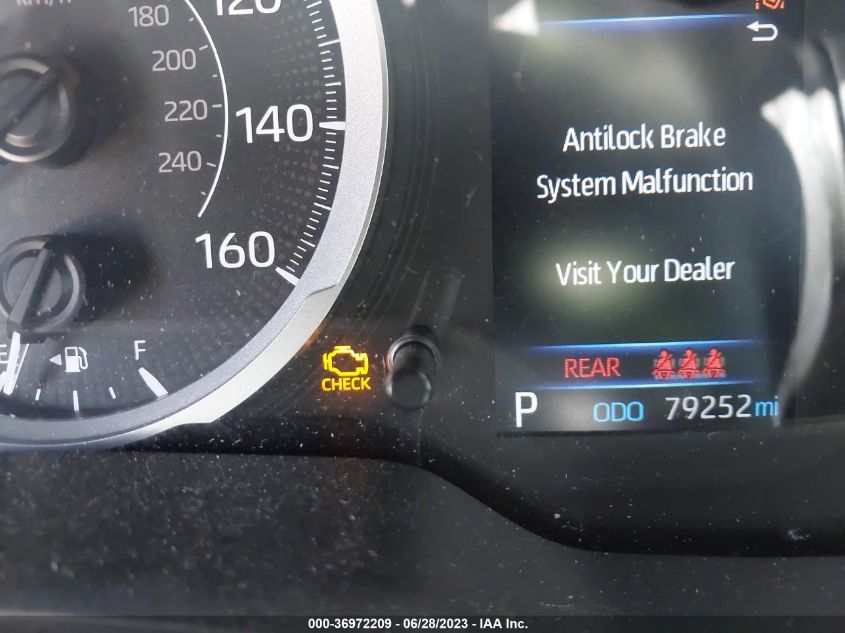 km/h
120
180
200
220
140
240
160
Antilock Brake
System Malfunction
Visit Your Dealer
E
F
CHECK
REAR
P ODO 79252 mi
000-36972209 - 06/28/2023 - IAA Inc.